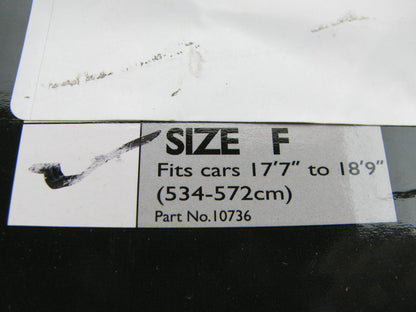 SIZE F
Fits cars 17'7" to 18'9"
(534-572cm)
Part No.10736